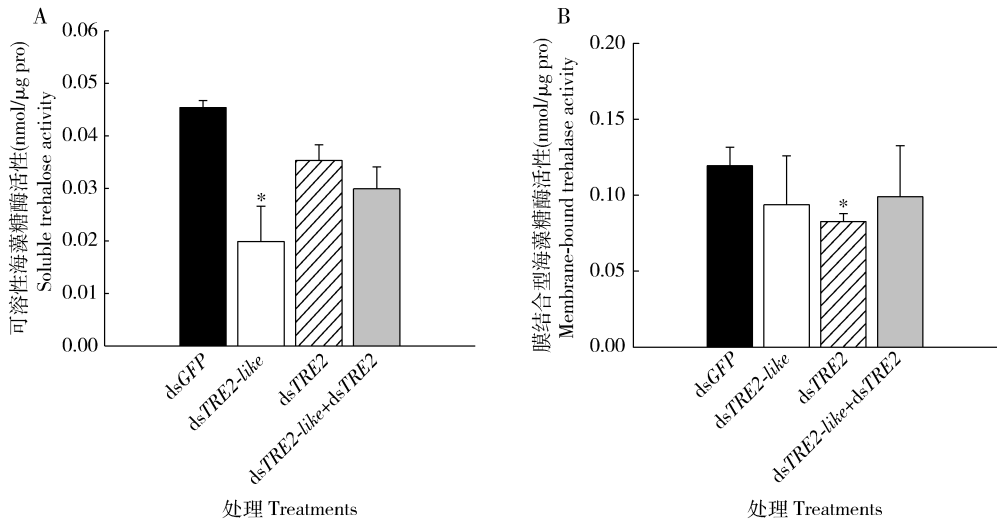 A
可溶性海藻糖酶活性(nmol/μg pro)
Soluble trehalose activity
0.06
0.05
0.04
0.03
0.02
0.01
0.00
*
dsGFP
dsTRE2-like
dsTRE2
dsTRE2-like+dsTRE2
处理 Treatments
B
膜结合型海藻糖酶活性(nmol/μg pro)
Membrane-bound trehalase activity
0.20
0.15
0.10
0.05
0.00
*
dsGFP
dsTRE2-like
dsTRE2
dsTRE2-like+dsTRE2
处理 Treatments